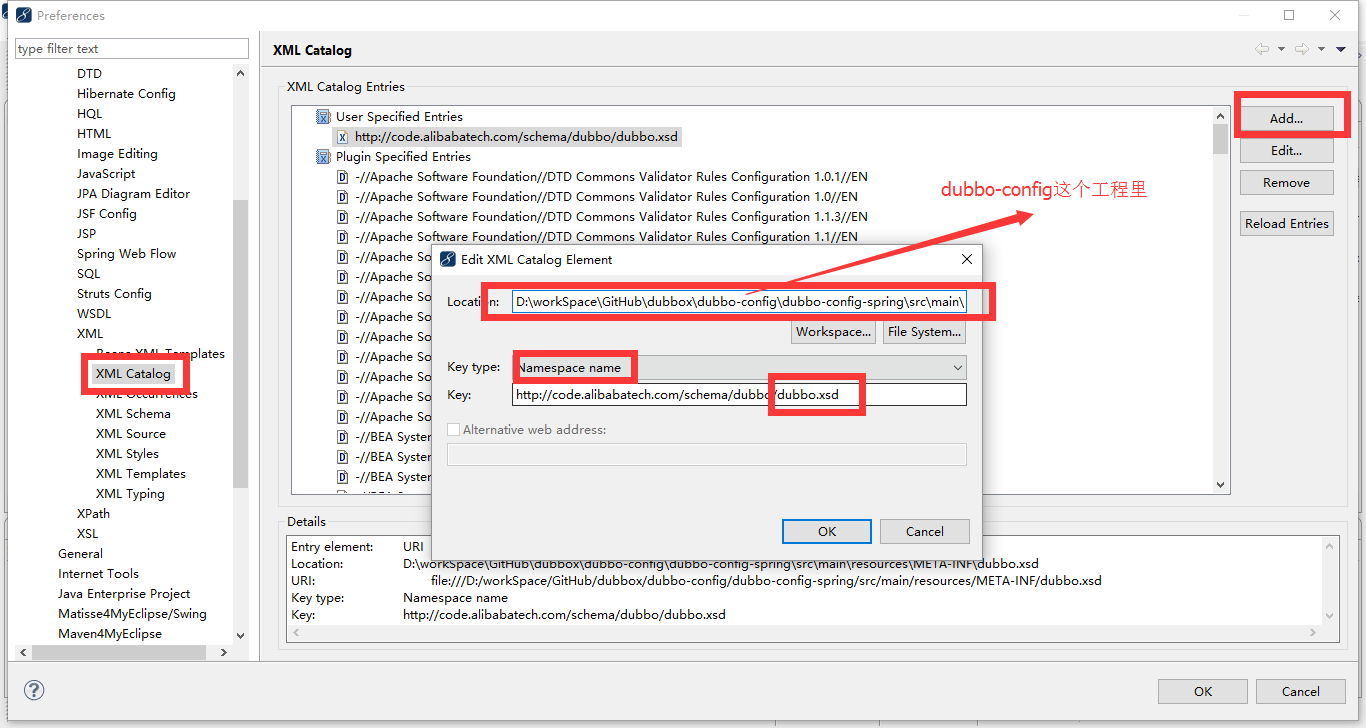 Preferences
type filter text
DTD
Hibernate Config
HQL
HTML
Image Editing
JavaScript
JPA Diagram Editor
JSF Config
JSP
Spring Web Flow
SQL
Struts Config
WSDL
XML
Beans XML Templates
XML Catalog
XML Occurrences
XML Schema
XML Source
XML Styles
XML Templates
XML Typing
XPath
XSL
General
Internet Tools
Java Enterprise Project
Matisse4MyEclipse/Swing
Maven4MyEclipse
XML Catalog
XML Catalog Entries
User Specified Entries
http://code.alibabatech.com/schema/dubbo/dubbo.xsd
Plugin Specified Entries
-//Apache Software Foundation//DTD Commons Validator Rules Configuration 1.0.1//EN
-//Apache Software Foundation//DTD Commons Validator Rules Configuration 1.0//EN
-//Apache Software Foundation//DTD Commons Validator Rules Configuration 1.1.3//EN
-//Apache Software Foundation//DTD Commons Validator Rules Configuration 1.1//EN
-//Apache So
-//Apache So
-//Apache So
-//Apache So
-//Apache So
-//Apache So
-//Apache So
-//Apache So
-//BEA Syster
-//BEA Syster
-//BEA Syster
Add...
Edit...
Remove
Reload Entries
dubbo-config这个工程里
Edit XML Catalog Element
Location: D:\workSpace\GitHub\dubbox\dubbo-config\dubbo-config-spring\src\main\
Workspace... File System...
Key type: Namespace name
Key: http://code.alibabatech.com/schema/dubbo/dubbo.xsd
Alternative web address:
OK Cancel
Details
Entry element: URI
Location: D:\workSpace\GitHub\dubbox\dubbo-config\dubbo-config-spring\src\main\resources\META-INF\dubbo.xsd
URI: file:///D:/workSpace/GitHub/dubbox/dubbo-config/dubbo-config-spring/src/main/resources/META-INF/dubbo.xsd
Key type: Namespace name
Key: http://code.alibabatech.com/schema/dubbo/dubbo.xsd
OK Cancel